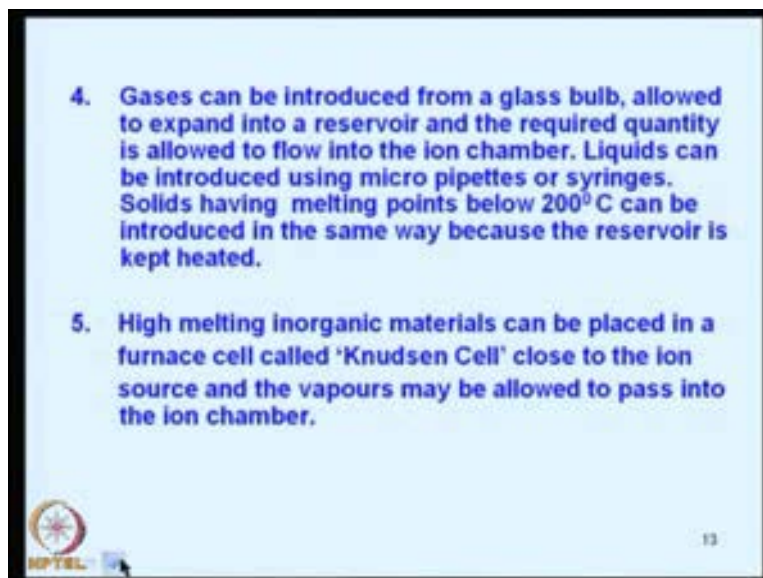 4. Gases can be introduced from a glass bulb, allowed
to expand into a reservoir and the required quantity
is allowed to flow into the ion chamber. Liquids can
be introduced using micro pipettes or syringes.
Solids having melting points below 200⁰ C can be
introduced in the same way because the reservoir is
kept heated.
5. High melting inorganic materials can be placed in a
furnace cell called ‘Knudsen Cell’ close to the ion
source and the vapours may be allowed to pass into
the ion chamber.
13
NPTEL